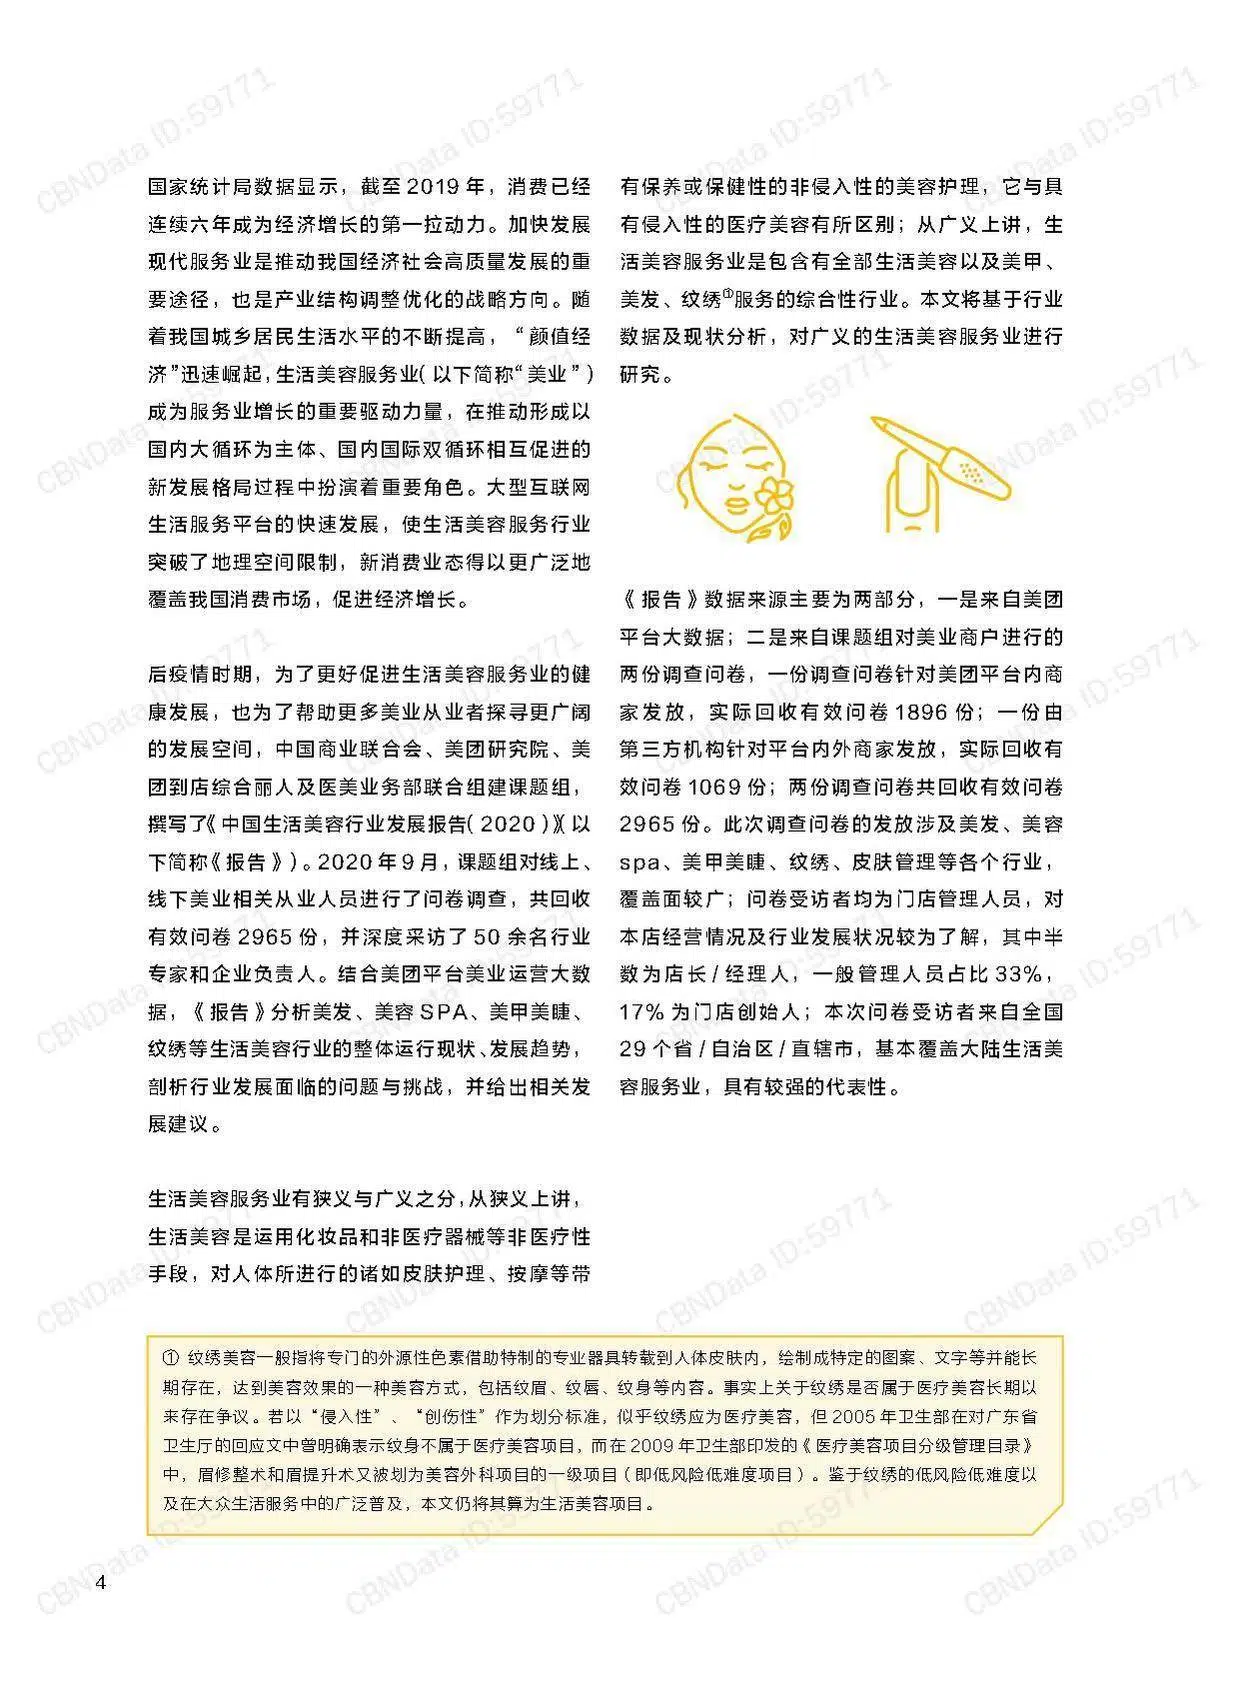 国家统计局数据显示，截至2019年，消费已经
连续六年成为经济增长的第一拉动力。加快发展
现代服务业是推动我国经济社会高质量发展的重
要途径，也是产业结构调整优化的战略方向。随
着我国城乡居民生活水平的不断提高，“颜值经
济”迅速崛起，生活美容服务业（以下简称“美业”）
成为服务业增长的重要驱动力量，在推动形成以
国内大循环为主体、国内国际双循环相互促进的
新发展格局过程中扮演着重要角色。大型互联网
生活服务平台的快速发展，使生活美容服务行业
突破了地理空间限制，新消费业态得以更广泛地
覆盖我国消费市场，促进经济增长。
后疫情时期，为了更好促进生活美容服务业的健
康发展，也为了帮助更多美业从业者探寻更广阔
的发展空间，中国商业联合会、美团研究院、美
团到店综合丽人及医美业务部联合组建课题组，
撰写了《中国生活美容行业发展报告（2020）》（以
下简称《报告》）。2020年9月，课题组对线上、
线下美业相关从业人员进行了问卷调查，共回收
有效问卷2965份，并深度采访了50余名行业
专家和企业负责人。结合美团平台美业运营大数
据，《报告》分析美发、美容SPA、美甲美睫、
纹绣等生活美容行业的整体运行现状、发展趋势，
剖析行业发展面临的问题与挑战，并给出相关发
展建议。
生活美容服务业有狭义与广义之分，从狭义上讲，
生活美容是运用化妆品和非医疗器械等非医疗性
手段，对人体所进行的诸如皮肤护理、按摩等带
有保养或保健性的非侵入性的美容护理，它与具
有侵入性的医疗美容有所区别；从广义上讲，生
活美容服务业是包含有全部生活美容以及美甲、
美发、纹绣①服务的综合性行业。本文将基于行业
数据及现状分析，对广义的生活美容服务业进行
研究。
《报告》数据来源主要为两部分，一是来自美团
平台大数据；二是来自课题组对美业商户进行的
两份调查问卷，一份调查问卷针对美团平台内商
家发放，实际回收有效问卷1896份；一份由
第三方机构针对平台内外商家发放，实际回收有
效问卷1069份；两份调查问卷共回收有效问卷
2965份。此次调查问卷的发放涉及美发、美容
spa、美甲美睫、纹绣、皮肤管理等各个行业，
覆盖面较广；问卷受访者均为门店管理人员，对
本店经营情况及行业发展状况较为了解，其中半
数为店长/经理人，一般管理人员占比33%，
17%为门店创始人；本次问卷受访者来自全国
29个省/自治区/直辖市，基本覆盖大陆生活美
容服务业，具有较强的代表性。
① 纹绣美容一般指将专门的外源性色素借助特制的专业器具转载到人体皮肤内，绘制成特定的图案、文字等并能长
期存在，达到美容效果的一种美容方式，包括纹眉、纹唇、纹身等内容。事实上关于纹绣是否属于医疗美容长期以
来存在争议。若以“侵入性”、“创伤性”作为划分标准，似乎纹绣应为医疗美容，但2005年卫生部在对广东省
卫生厅的回应文中曾明确表示纹身不属于医疗美容项目，而在2009年卫生部印发的《医疗美容项目分级管理目录》
中，眉修整术和眉提升术又被划为美容外科项目的一级项目（即低风险低难度项目）。鉴于纹绣的低风险低难度以
及在大众生活服务中的广泛普及，本文仍将其算为生活美容项目。
4
CBNData ID:59771